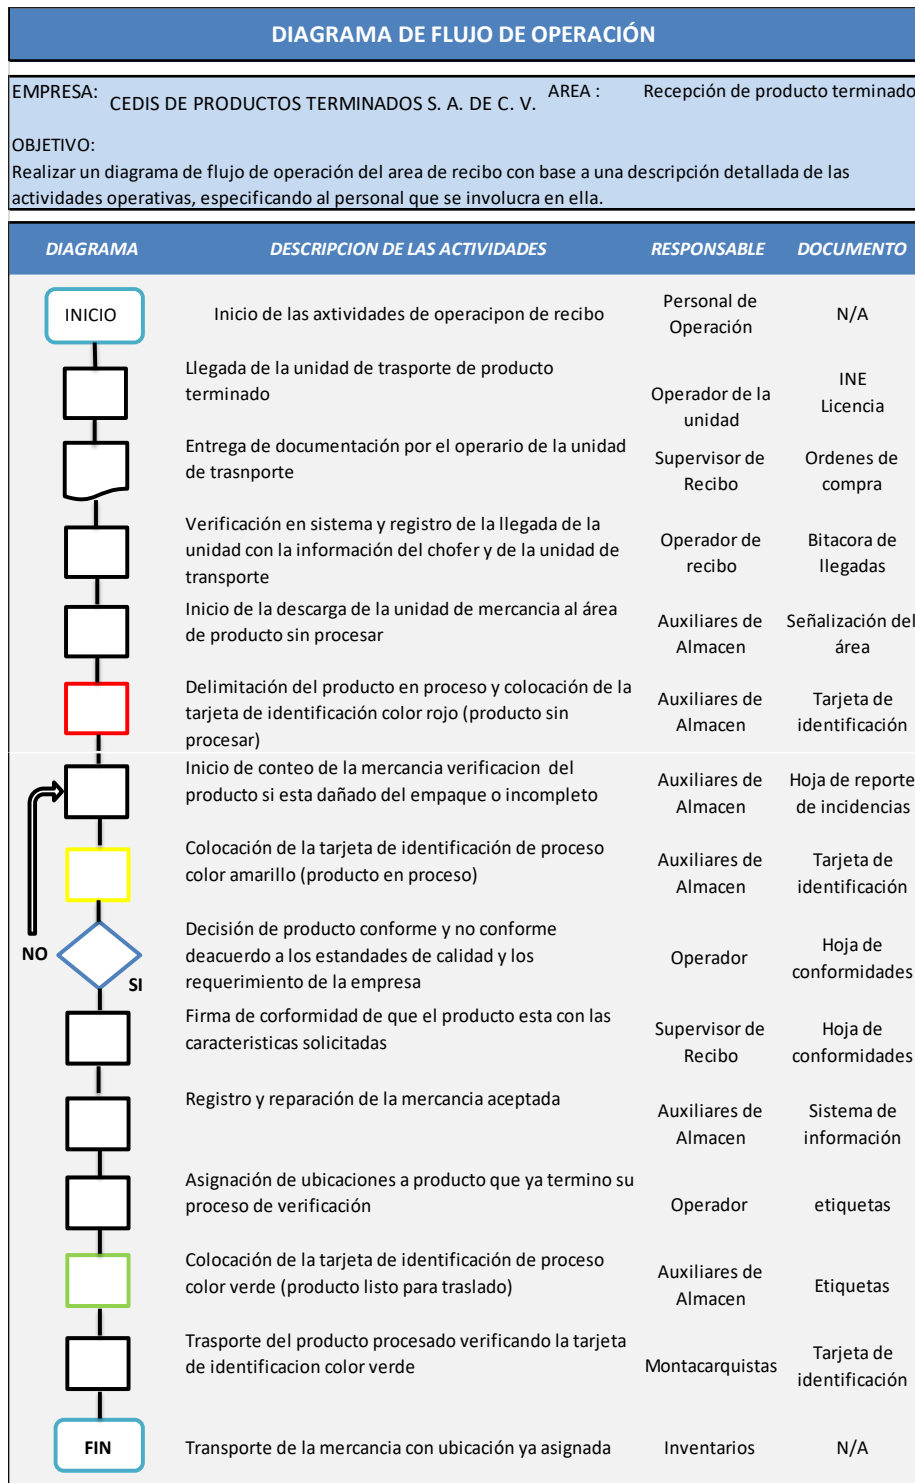 DIAGRAMA DE FLUJO DE OPERACIÓN
EMPRESA: CEDIS DE PRODUCTOS TERMINADOS S. A. DE C. V. AREA : Recepción de producto terminado
OBJETIVO:
Realizar un diagrama de flujo de operación del area de recibo con base a una descripción detallada de las
actividades operativas, especificando al personal que se involucra en ella.
DIAGRAMA DESCRIPCION DE LAS ACTIVIDADES RESPONSABLE DOCUMENTO
INICIO
Inicio de las axtividades de operacipon de recibo
Personal de
Operación
N/A
Llegada de la unidad de trasporte de producto
terminado
Operador de la
unidad
INE
Licencia
Entrega de documentación por el operario de la unidad
de trasnporte
Supervisor de
Recibo
Ordenes de
compra
Verificación en sistema y registro de la llegada de la
unidad con la información del chofer y de la unidad de
transporte
Operador de
recibo
Bitacora de
llegadas
Inicio de la descarga de la unidad de mercancia al área
de producto sin procesar
Auxiliares de
Almacen
Señalización del
área
Delimitación del producto en proceso y colocación de la
tarjeta de identificación color rojo (producto sin
procesar)
Auxiliares de
Almacen
Tarjeta de
identificación
Inicio de conteo de la mercancia verificacion del
producto si esta dañado del empaque o incompleto
Auxiliares de
Almacen
Hoja de reporte
de incidencias
Colocación de la tarjeta de identificación de proceso
color amarillo (producto en proceso)
Auxiliares de
Almacen
Tarjeta de
identificación
NO
SI
Decisión de producto conforme y no conforme
deacuerdo a los estandades de calidad y los
requerimiento de la empresa
Operador
Hoja de
conformidades
Firma de corformidad de que el producto esta con las
caracteristicas solicitadas
Supervisor de
Recibo
Hoja de
conformidades
Registro y reparación de la mercancia aceptada
Auxiliares de
Almacen
Sistema de
información
Asignación de ubicaciones a producto que ya termino su
proceso de verificación
Operador
etiquetas
Colocación de la tarjeta de identificación de proceso
color verde (producto listo para traslado)
Auxiliares de
Almacen
Etiquetas
Trasporte del producto procesado verificando la tarjeta
de identificacion color verde
Montacarquistas
Tarjeta de
identificación
FIN
Transporte de la mercancia con ubicación ya asignada
Inventarios
N/A